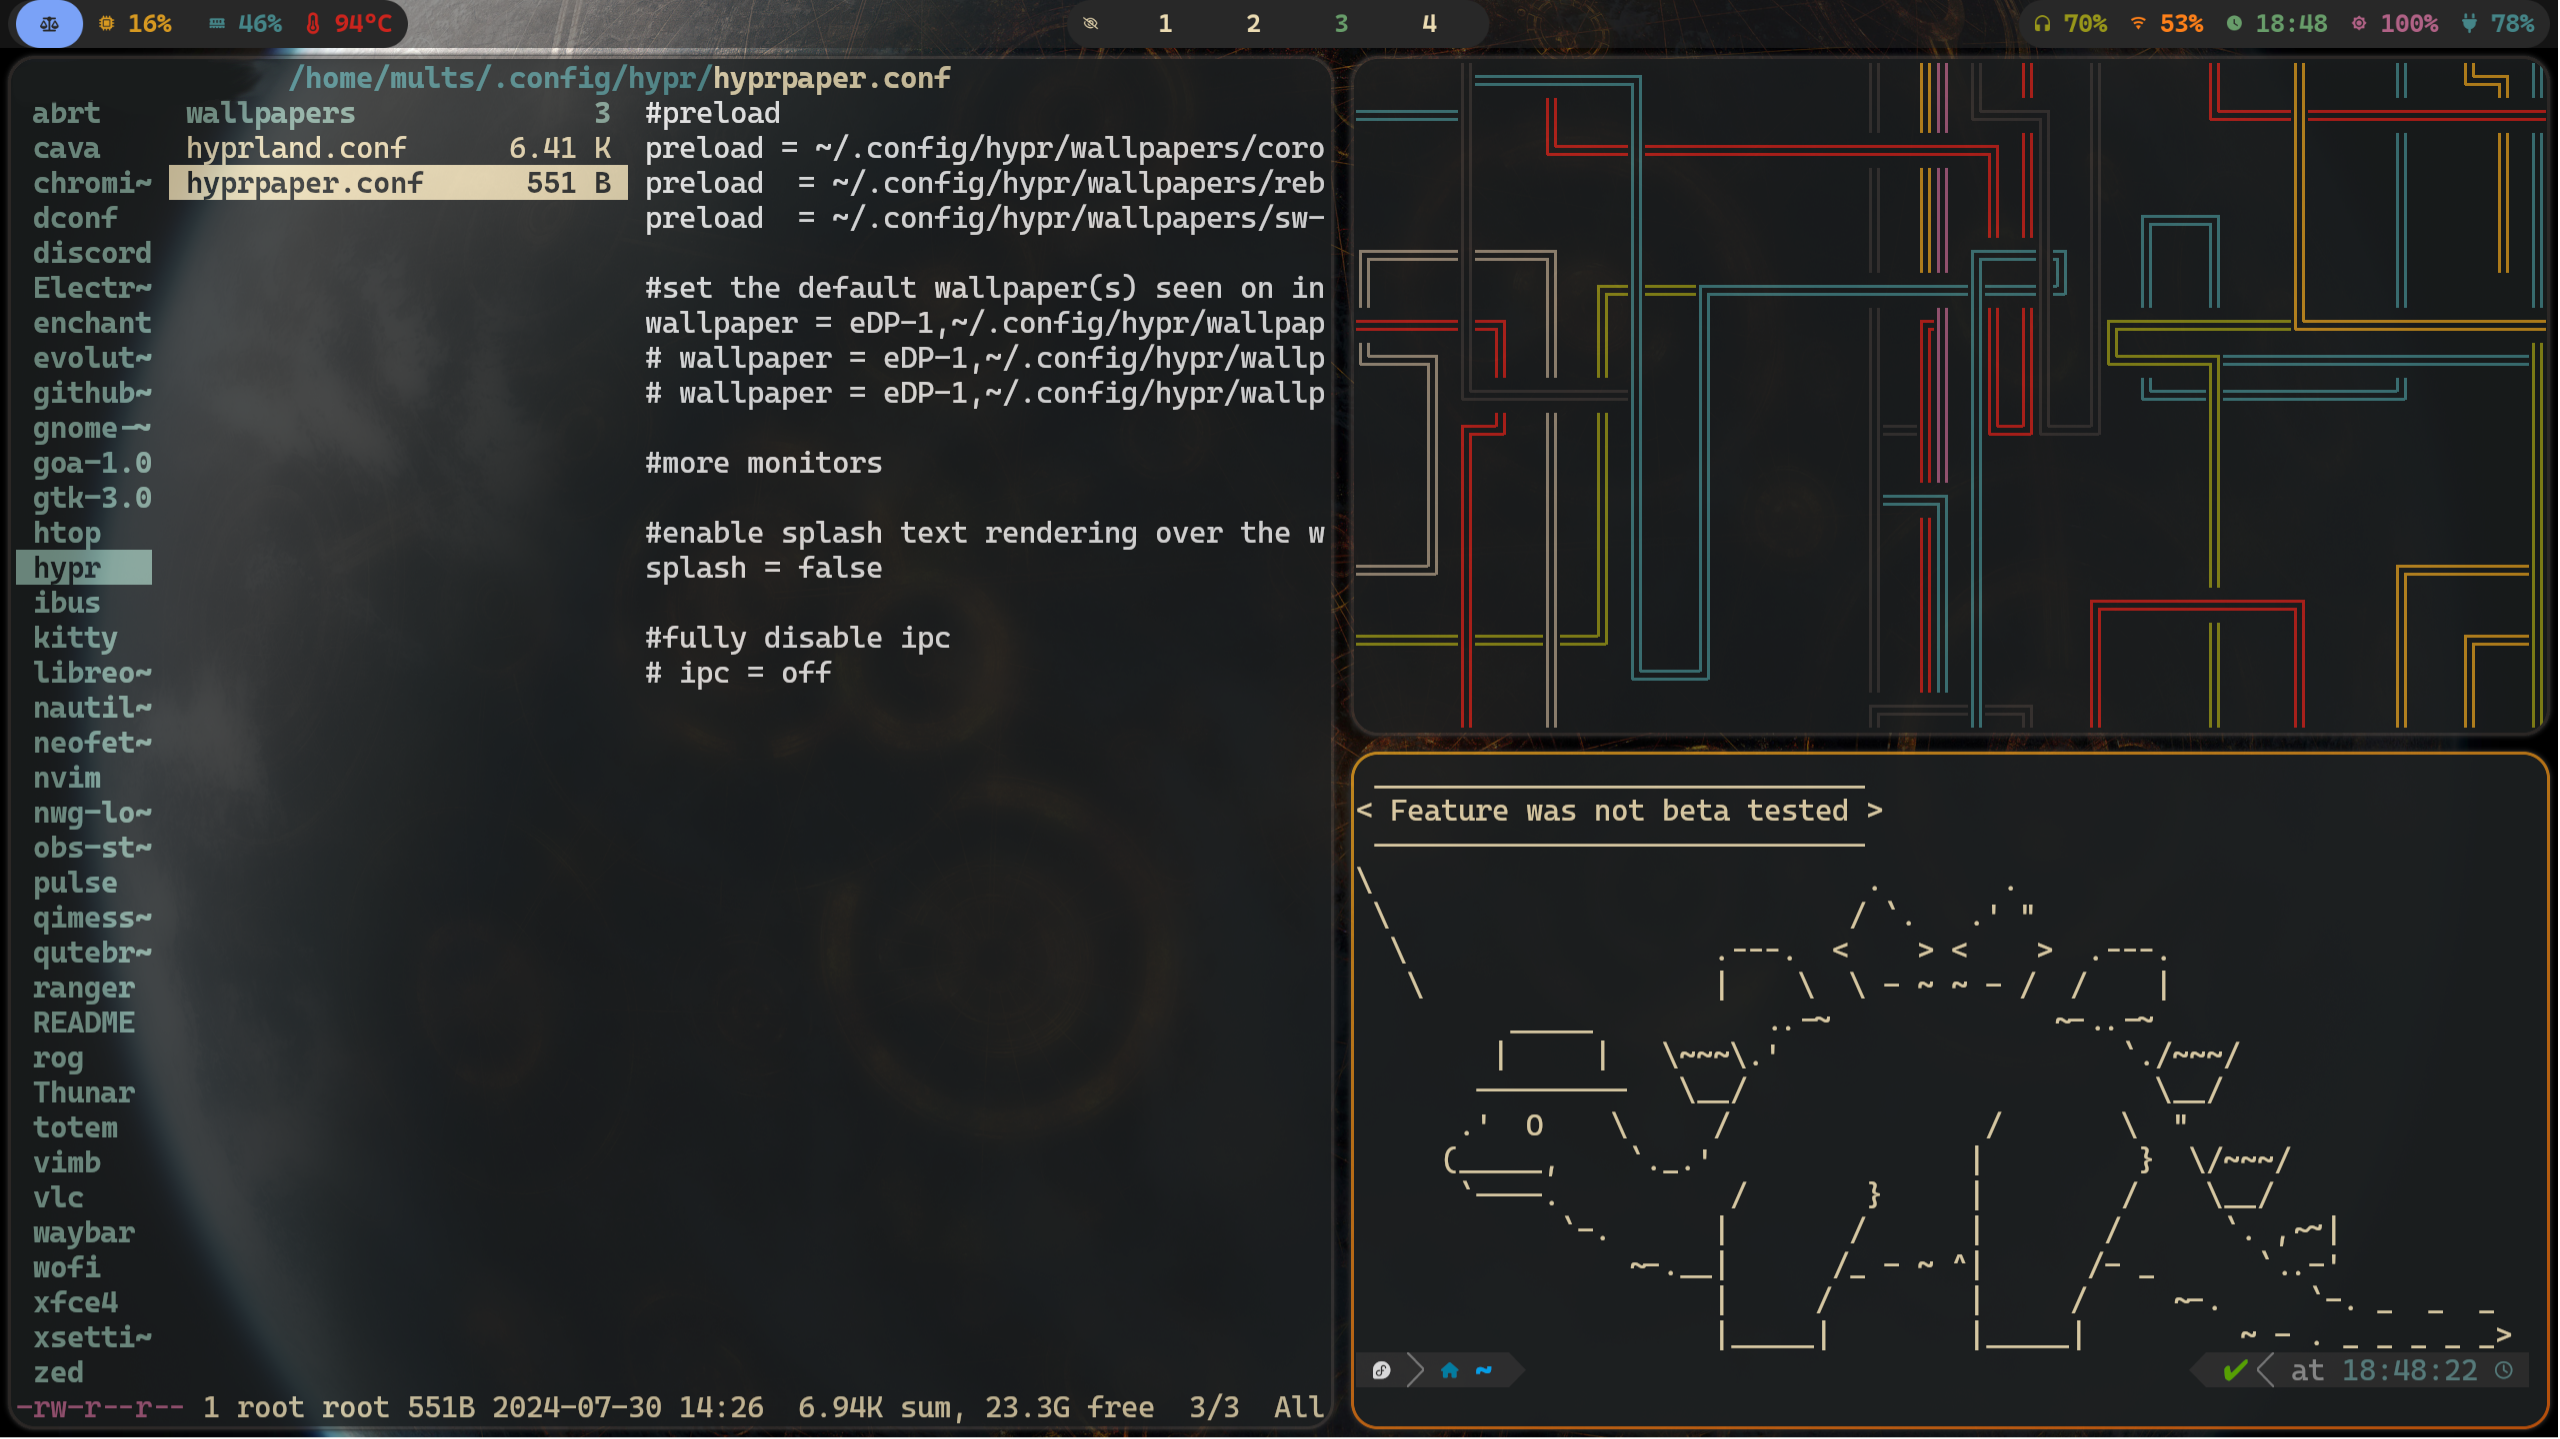 16% 46% 94°C 1 2 3 4 70% 53% 18:48 100% 78%
/home/mults/.config/hypr/hyprpaper.conf
abrt
cava
chromi~
dconf
discord
Electr~
enchant
evolut~
github~
gnome-~
goa-1.0
gtk-3.0
htop
hypr
ibus
kitty
libreo~
nautil~
neofet~
nvim
nwg-lo~
obs-st~
pulse
qimess~
qutebr~
ranger
README
rog
Thunar
totem
vimb
vlc
waybar
wofi
xfce4
xsetti~
zed
wallpapers 3
hyprland.conf 6.41 K
hyprpaper.conf 551 B
#preload
preload = ~/.config/hypr/wallpapers/coro
preload  = ~/.config/hypr/wallpapers/reb
preload  = ~/.config/hypr/wallpapers/sw-
#set the default wallpaper(s) seen on in
wallpaper = eDP-1,~/.config/hypr/wallpap
# wallpaper = eDP-1,~/.config/hypr/wallp
# wallpaper = eDP-1,~/.config/hypr/wallp
#more monitors
#enable splash text rendering over the w
splash = false
#fully disable ipc
# ipc = off
-rw-r--r-- 1 root root 551B 2024-07-30 14:26  6.94K sum, 23.3G free  3/3  All
< Feature was not beta tested >
~ at 18:48:22